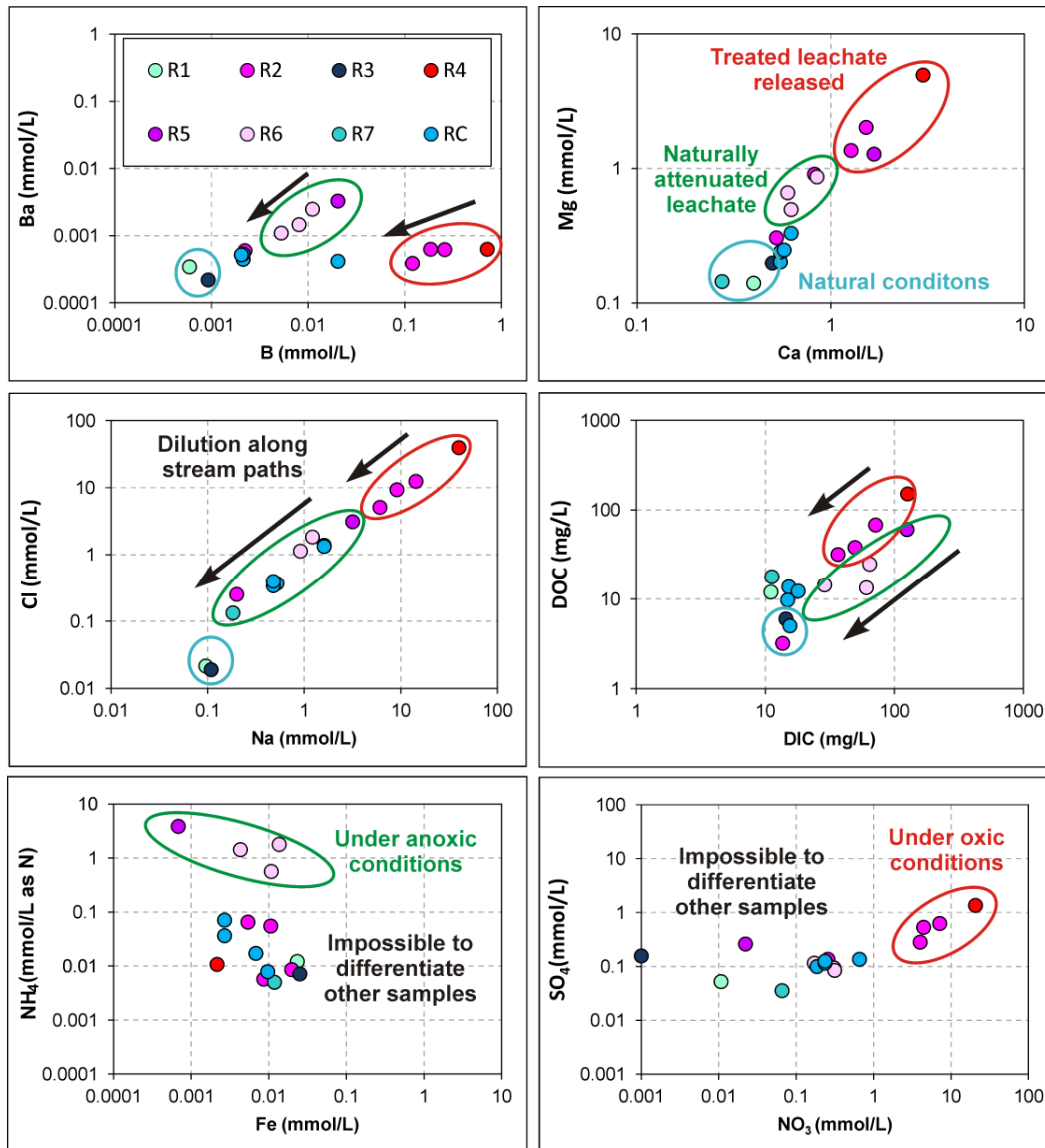 1
0.1
0.01
0.001
0.0001
Ba (mmol/L)
R1 R2 R3 R4
R5 R6 R7 RC
0.0001 0.001 0.01 0.1 1
B (mmol/L)
10
1
0.1
Mg (mmol/L)
Treated leachate
released
Naturally
attenuated
leachate
Natural conditons
0.1 1 10
Ca (mmol/L)
100
10
1
0.1
0.01
Cl (mmol/L)
Dilution along
stream paths
0.01 0.1 1 10 100
Na (mmol/L)
1000
100
10
1
DOC (mg/L)
1 10 100 1000
DIC (mg/L)
10
1
0.1
0.01
0.001
0.0001
NH4(mmol/L as N)
Under anoxic
conditions
Impossible to
differentiate
other samples
0.0001 0.001 0.01 0.1 1
Fe (mmol/L)
100
10
1
0.1
0.01
0.001
SO4(mmol/L)
Impossible to
differentiate
other samples
Under oxic
conditions
0.001 0.01 0.1 1 10 100
NO3 (mmol/L)